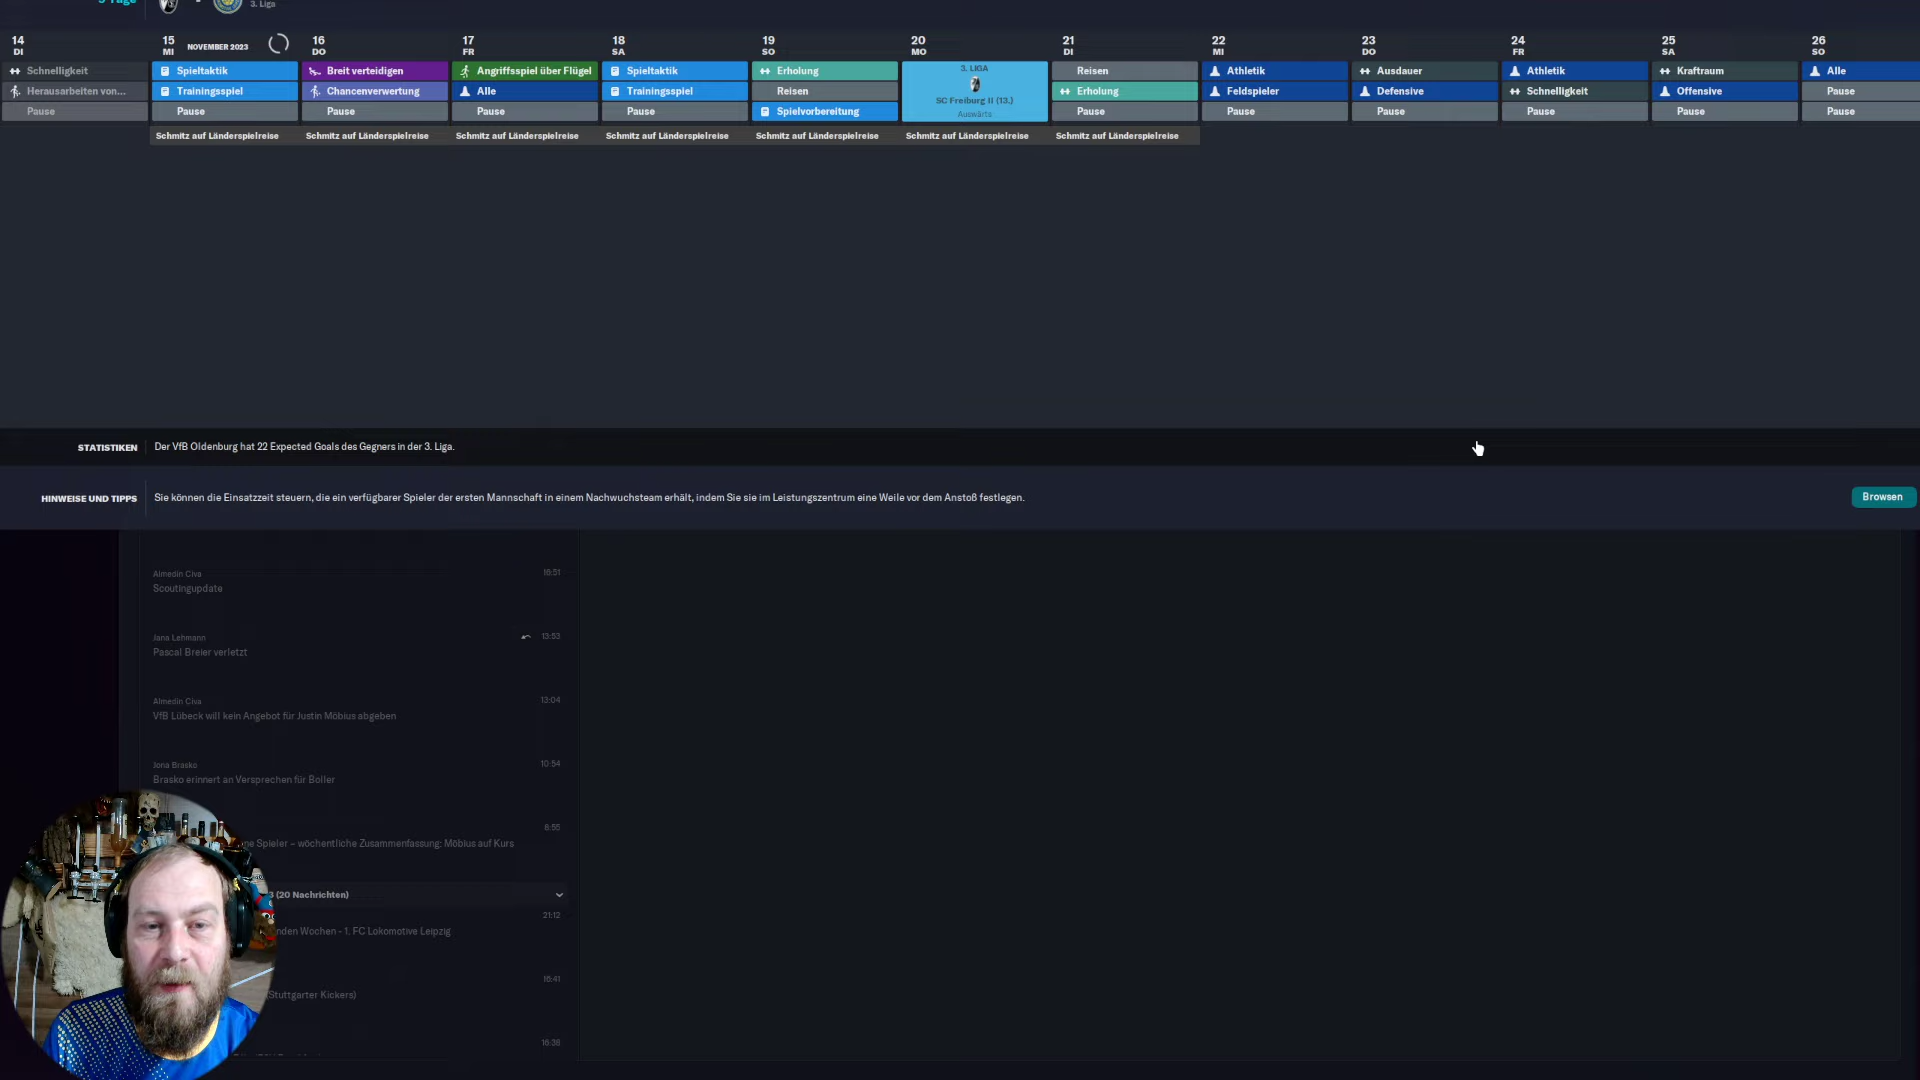 5 Tage
-
3. Liga
14
DI
15
MI
NOVEMBER 2023
16
DO
17
FR
18
SA
19
SO
20
MO
21
DI
22
MI
23
DO
24
FR
25
SA
26
SO
Schnelligkeit
Spieltaktik
Breit verteidigen
Angriffsspiel über Flügel
Spieltaktik
Erholung
3. LIGA
Reisen
Athletik
Ausdauer
Athletik
Kraftraum
Alle
Herausarbeiten von...
Trainingsspiel
Chancenverwertung
Alle
Trainingsspiel
Reisen
SC Freiburg II (13.)
Erholung
Feldspieler
Defensive
Schnelligkeit
Offensive
Pause
Pause
Pause
Pause
Pause
Pause
Spielvorbereitung
Auswärts
Pause
Pause
Pause
Pause
Pause
Pause
Schmitz auf Länderspielreise
Schmitz auf Länderspielreise
Schmitz auf Länderspielreise
Schmitz auf Länderspielreise
Schmitz auf Länderspielreise
Schmitz auf Länderspielreise
Schmitz auf Länderspielreise
STATISTIKEN
Der VfB Oldenburg hat 22 Expected Goals des Gegners in der 3. Liga.
HINWEISE UND TIPPS
Sie können die Einsatzzeit steuern, die ein verfügbarer Spieler der ersten Mannschaft in einem Nachwuchsteam erhält, indem Sie sie im Leistungszentrum eine Weile vor dem Anstoß festlegen.
Browsen
Almedin Civa
16:51
Scoutingupdate
Jana Lehmann
13:53
Pascal Breier verletzt
Almedin Civa
13:04
VfB Lübeck will kein Angebot für Justin Möbius abgeben
Jona Brasko
10:54
Brasko erinnert an Versprechen für Boller
8:55
ne Spieler – wöchentliche Zusammenfassung: Möbius auf Kurs
3 (20 Nachrichten)
21:12
nden Wochen - 1. FC Lokomotive Leipzig
16:41
(Stuttgarter Kickers)
16:36